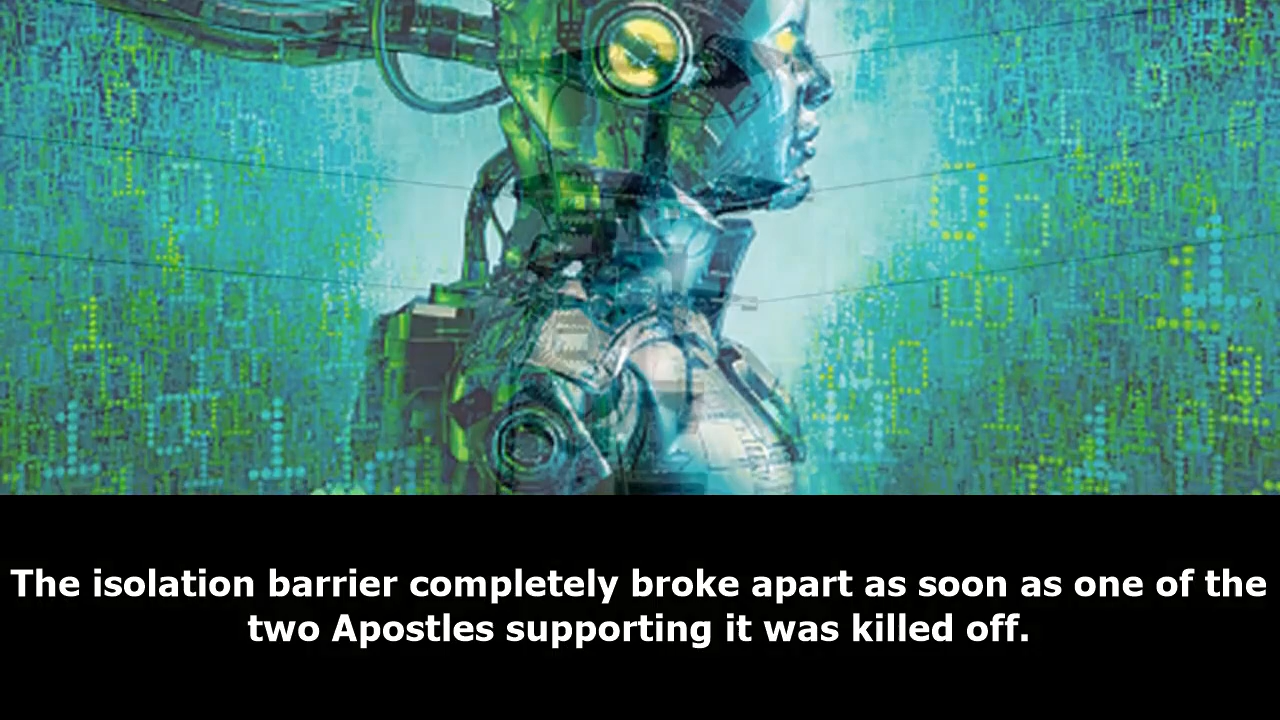 The isolation barrier completely broke apart as soon as one of the
two Apostles supporting it was killed off.